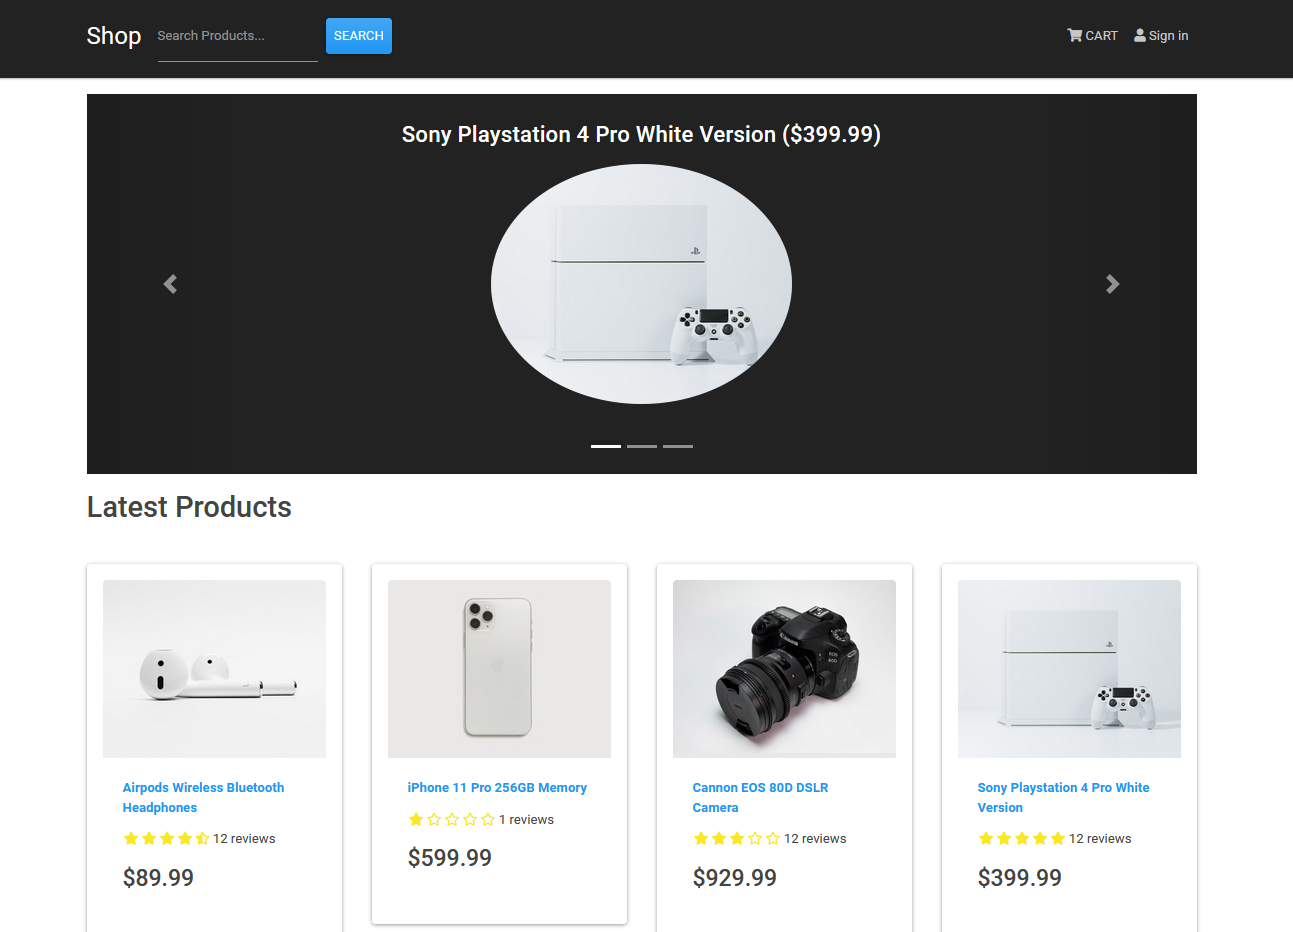 Shop
Search Products...
SEARCH
CART
Sign in
Sony Playstation 4 Pro White Version ($399.99)
Latest Products
Airpods Wireless Bluetooth
Headphones
12 reviews
$89.99
iPhone 11 Pro 256GB Memory
1 reviews
$599.99
Cannon EOS 80D DSLR
Camera
12 reviews
$929.99
Sony Playstation 4 Pro White
Version
12 reviews
$399.99